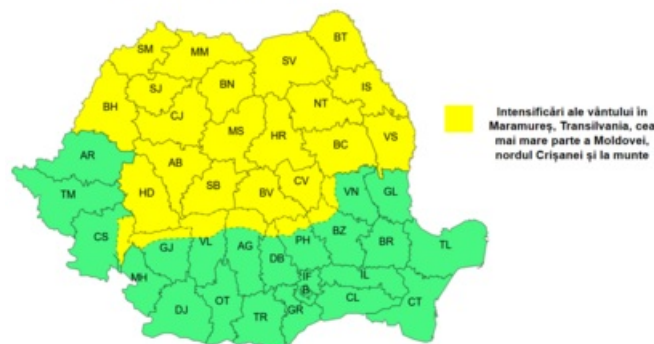 BT
SM
MM
SV
BN
SJ
IS
BH
CJ
NT
MS
HR
VS
BC
AR
AB
CV
SB
BV
HD
TM
VN
GL
CS
VL
PH
BZ
GJ
AG
BR
TL
DB
MH
IF
IL
B
CL
CT
DJ
OT
TR
GR
Intensificări ale vântului în
Maramureș, Transilvania, cea
mai mare parte a Moldovei,
nordul Crișanei și la munte